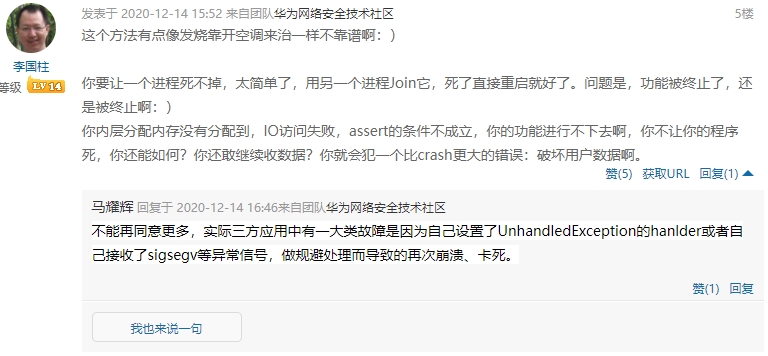 发表于 2020-12-14 15:52 来自团队华为网络安全技术社区
5楼
这个方法有点像发烧靠开空调来治一样不靠谱啊：）
李国柱
等级 LV 14
你要让一个进程死不掉，太简单了，用另一个进程Join它，死了直接重启就好了。问题是，功能被终止了，还
是被终止啊：）
你内层分配内存没有分配到，IO访问失败，assert的条件不成立，你的功能进行不下去啊，你不让你的程序
死，你还能如何？你还敢继续收数据？你就会犯一个比crash更大的错误：破坏用户数据啊。
赞(5) 获取URL 回复(1)
马耀辉 回复于 2020-12-14 16:46来自团队华为网络安全技术社区
不能再同意更多，实际三方应用中有一大类故障是因为自己设置了UnhandledException的hanlder或者自
己接收了sigsegv等异常信号，做规避处理而导致的再次崩溃、卡死。
赞(1) 回复
我也来说一句